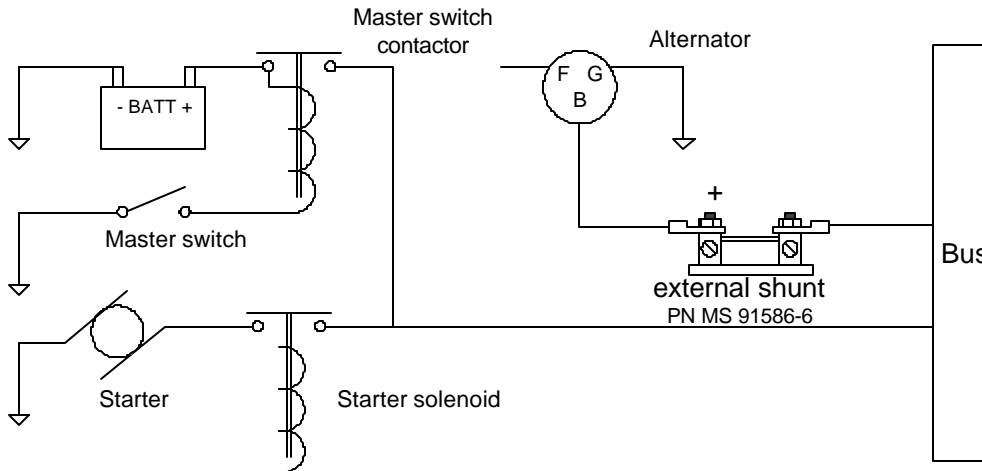 Master switch
contactor
Alternator
- BATT +
F G
B
+
Master switch
Bus
external shunt
PN MS 91586-6
Starter
Starter solenoid